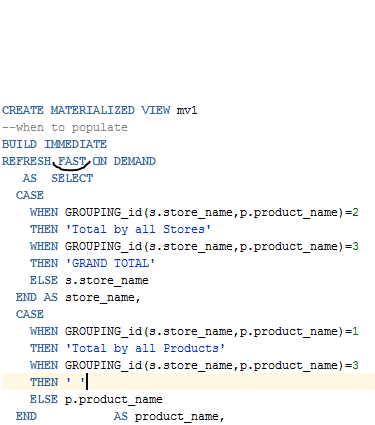 CREATE MATERIALIZED VIEW mv1
--when to populate
BUILD IMMEDIATE
REFRESH FAST ON DEMAND
AS SELECT
CASE
WHEN GROUPING_id(s.store_name,p.product_name)=2
THEN 'Total by all Stores'
WHEN GROUPING_id(s.store_name,p.product_name)=3
THEN 'GRAND TOTAL'
ELSE s.store_name
END AS store_name,
CASE
WHEN GROUPING_id(s.store_name,p.product_name)=1
THEN 'Total by all Products'
WHEN GROUPING_id(s.store_name,p.product_name)=3
THEN ' '
ELSE p.product_name
END AS product_name,